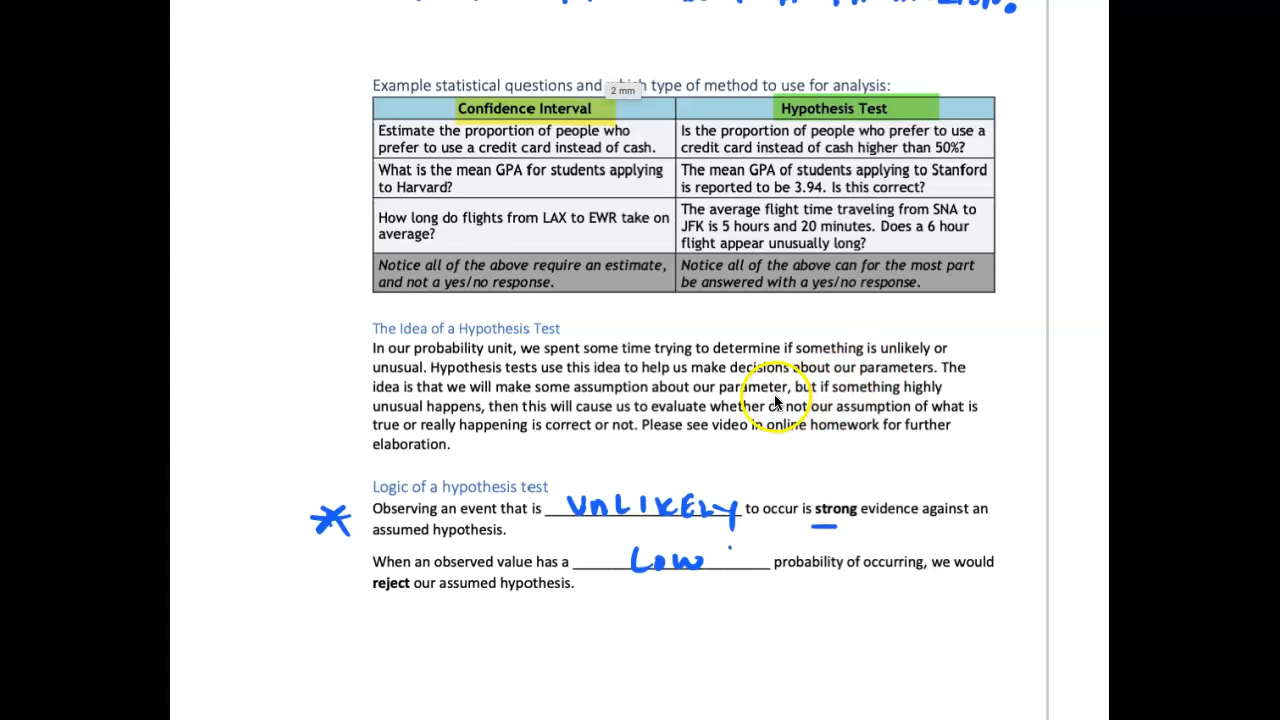 Example statistical questions and which type of method to use for analysis:
2 mm
Confidence Interval
Hypothesis Test
Estimate the proportion of people who
prefer to use a credit card instead of cash.
Is the proportion of people who prefer to use a
credit card instead of cash higher than 50%?
What is the mean GPA for students applying
to Harvard?
The mean GPA of students applying to Stanford
is reported to be 3.94. Is this correct?
How long do flights from LAX to EWR take on
average?
The average flight time traveling from SNA to
JFK is 5 hours and 20 minutes. Does a 6 hour
flight appear unusually long?
Notice all of the above require an estimate,
and not a yes/no response.
Notice all of the above can for the most part
be answered with a yes/no response.
The Idea of a Hypothesis Test
In our probability unit, we spent some time trying to determine if something is unlikely or
unusual. Hypothesis tests use this idea to help us make decisions about our parameters. The
idea is that we will make some assumption about our parameter, but if something highly
unusual happens, then this will cause us to evaluate whether or not our assumption of what is
true or really happening is correct or not. Please see video in online homework for further
elaboration.
Logic of a hypothesis test
Observing an event that is UNLIKELY to occur is strong evidence against an
assumed hypothesis.
When an observed value has a Low probability of occurring, we would
reject our assumed hypothesis.